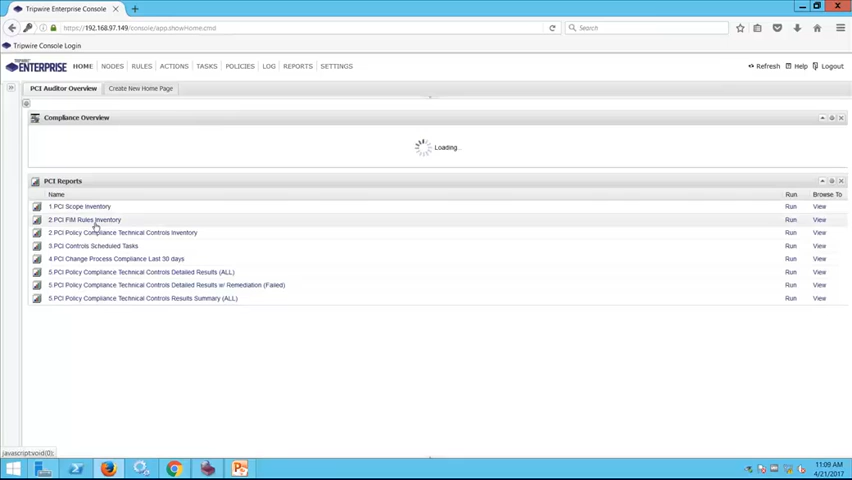 Tripwire Enterprise Console
https://192.168.97.149/console/app.showHome.cmd
Search
Tripwire Console Login
TRIPWIRE ENTERPRISE HOME NODES RULES ACTIONS TASKS POLICIES LOG REPORTS SETTINGS Refresh Help Logout
PCI Auditor Overview Create New Home Page
Compliance Overview
Loading...
PCI Reports
Name Run Browse To
1.PCI Scope Inventory Run View
2.PCI FIM Rules Inventory Run View
2.PCI Policy Compliance Technical Controls Inventory Run View
3.PCI Controls Scheduled Tasks Run View
4.PCI Change Process Compliance Last 30 days Run View
5.PCI Policy Compliance Technical Controls Detailed Results (ALL) Run View
5.PCI Policy Compliance Technical Controls Detailed Results w/ Remediation (Failed) Run View
5.PCI Policy Compliance Technical Controls Results Summary (ALL) Run View
javascript:void(0);
11:09 AM
4/21/2017